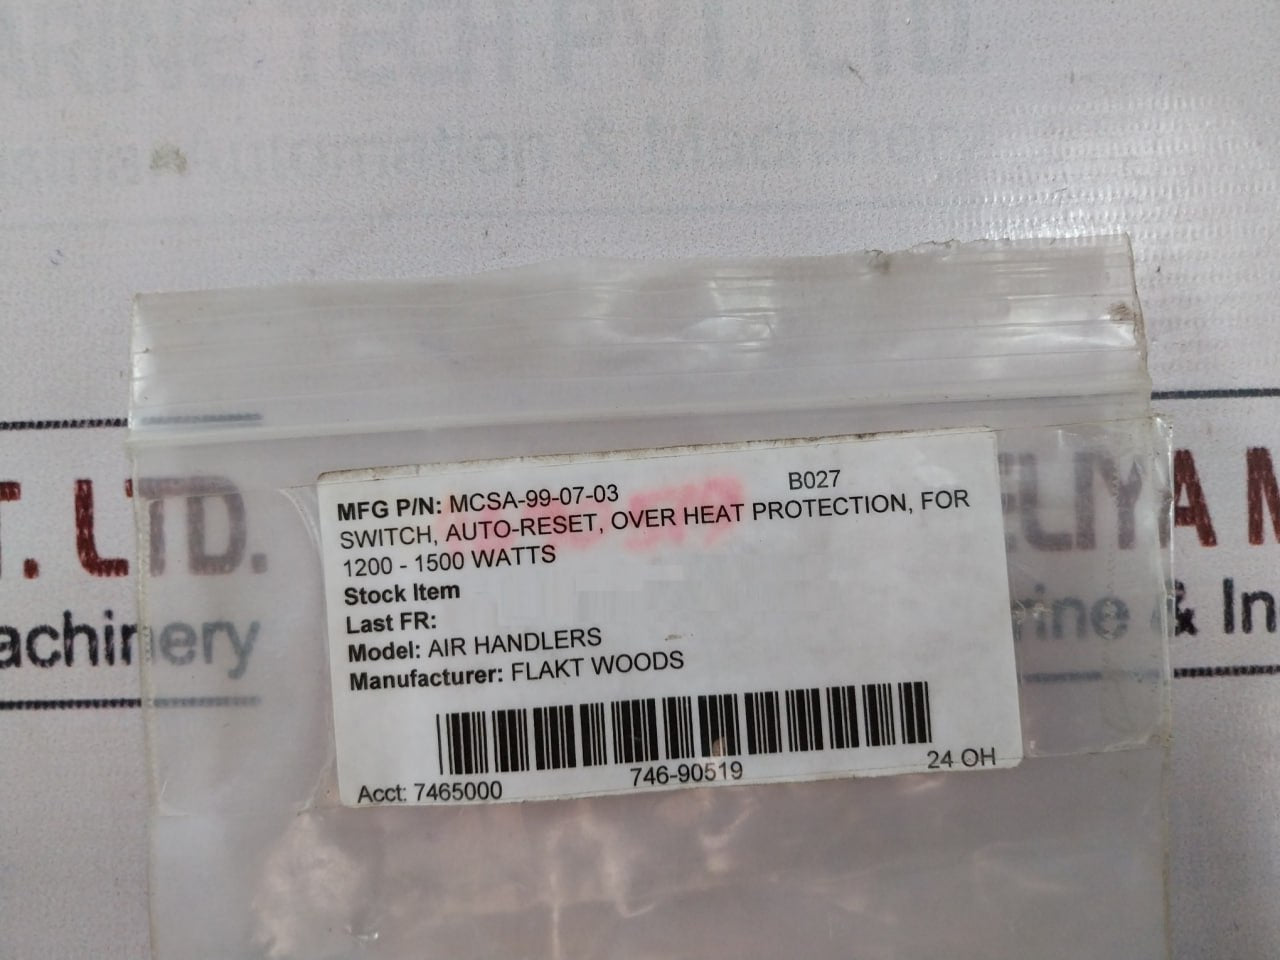 MFG P/N: MCSA-99-07-03 B027
SWITCH, AUTO-RESET, OVER HEAT PROTECTION, FOR
1200 - 1500 WATTS
Stock Item
Last FR:
Model: AIR HANDLERS
Manufacturer: FLAKT WOODS
746-90519
Acct: 7465000 24 OH
T. LTD.
achinery
ELIYA M
rine & In